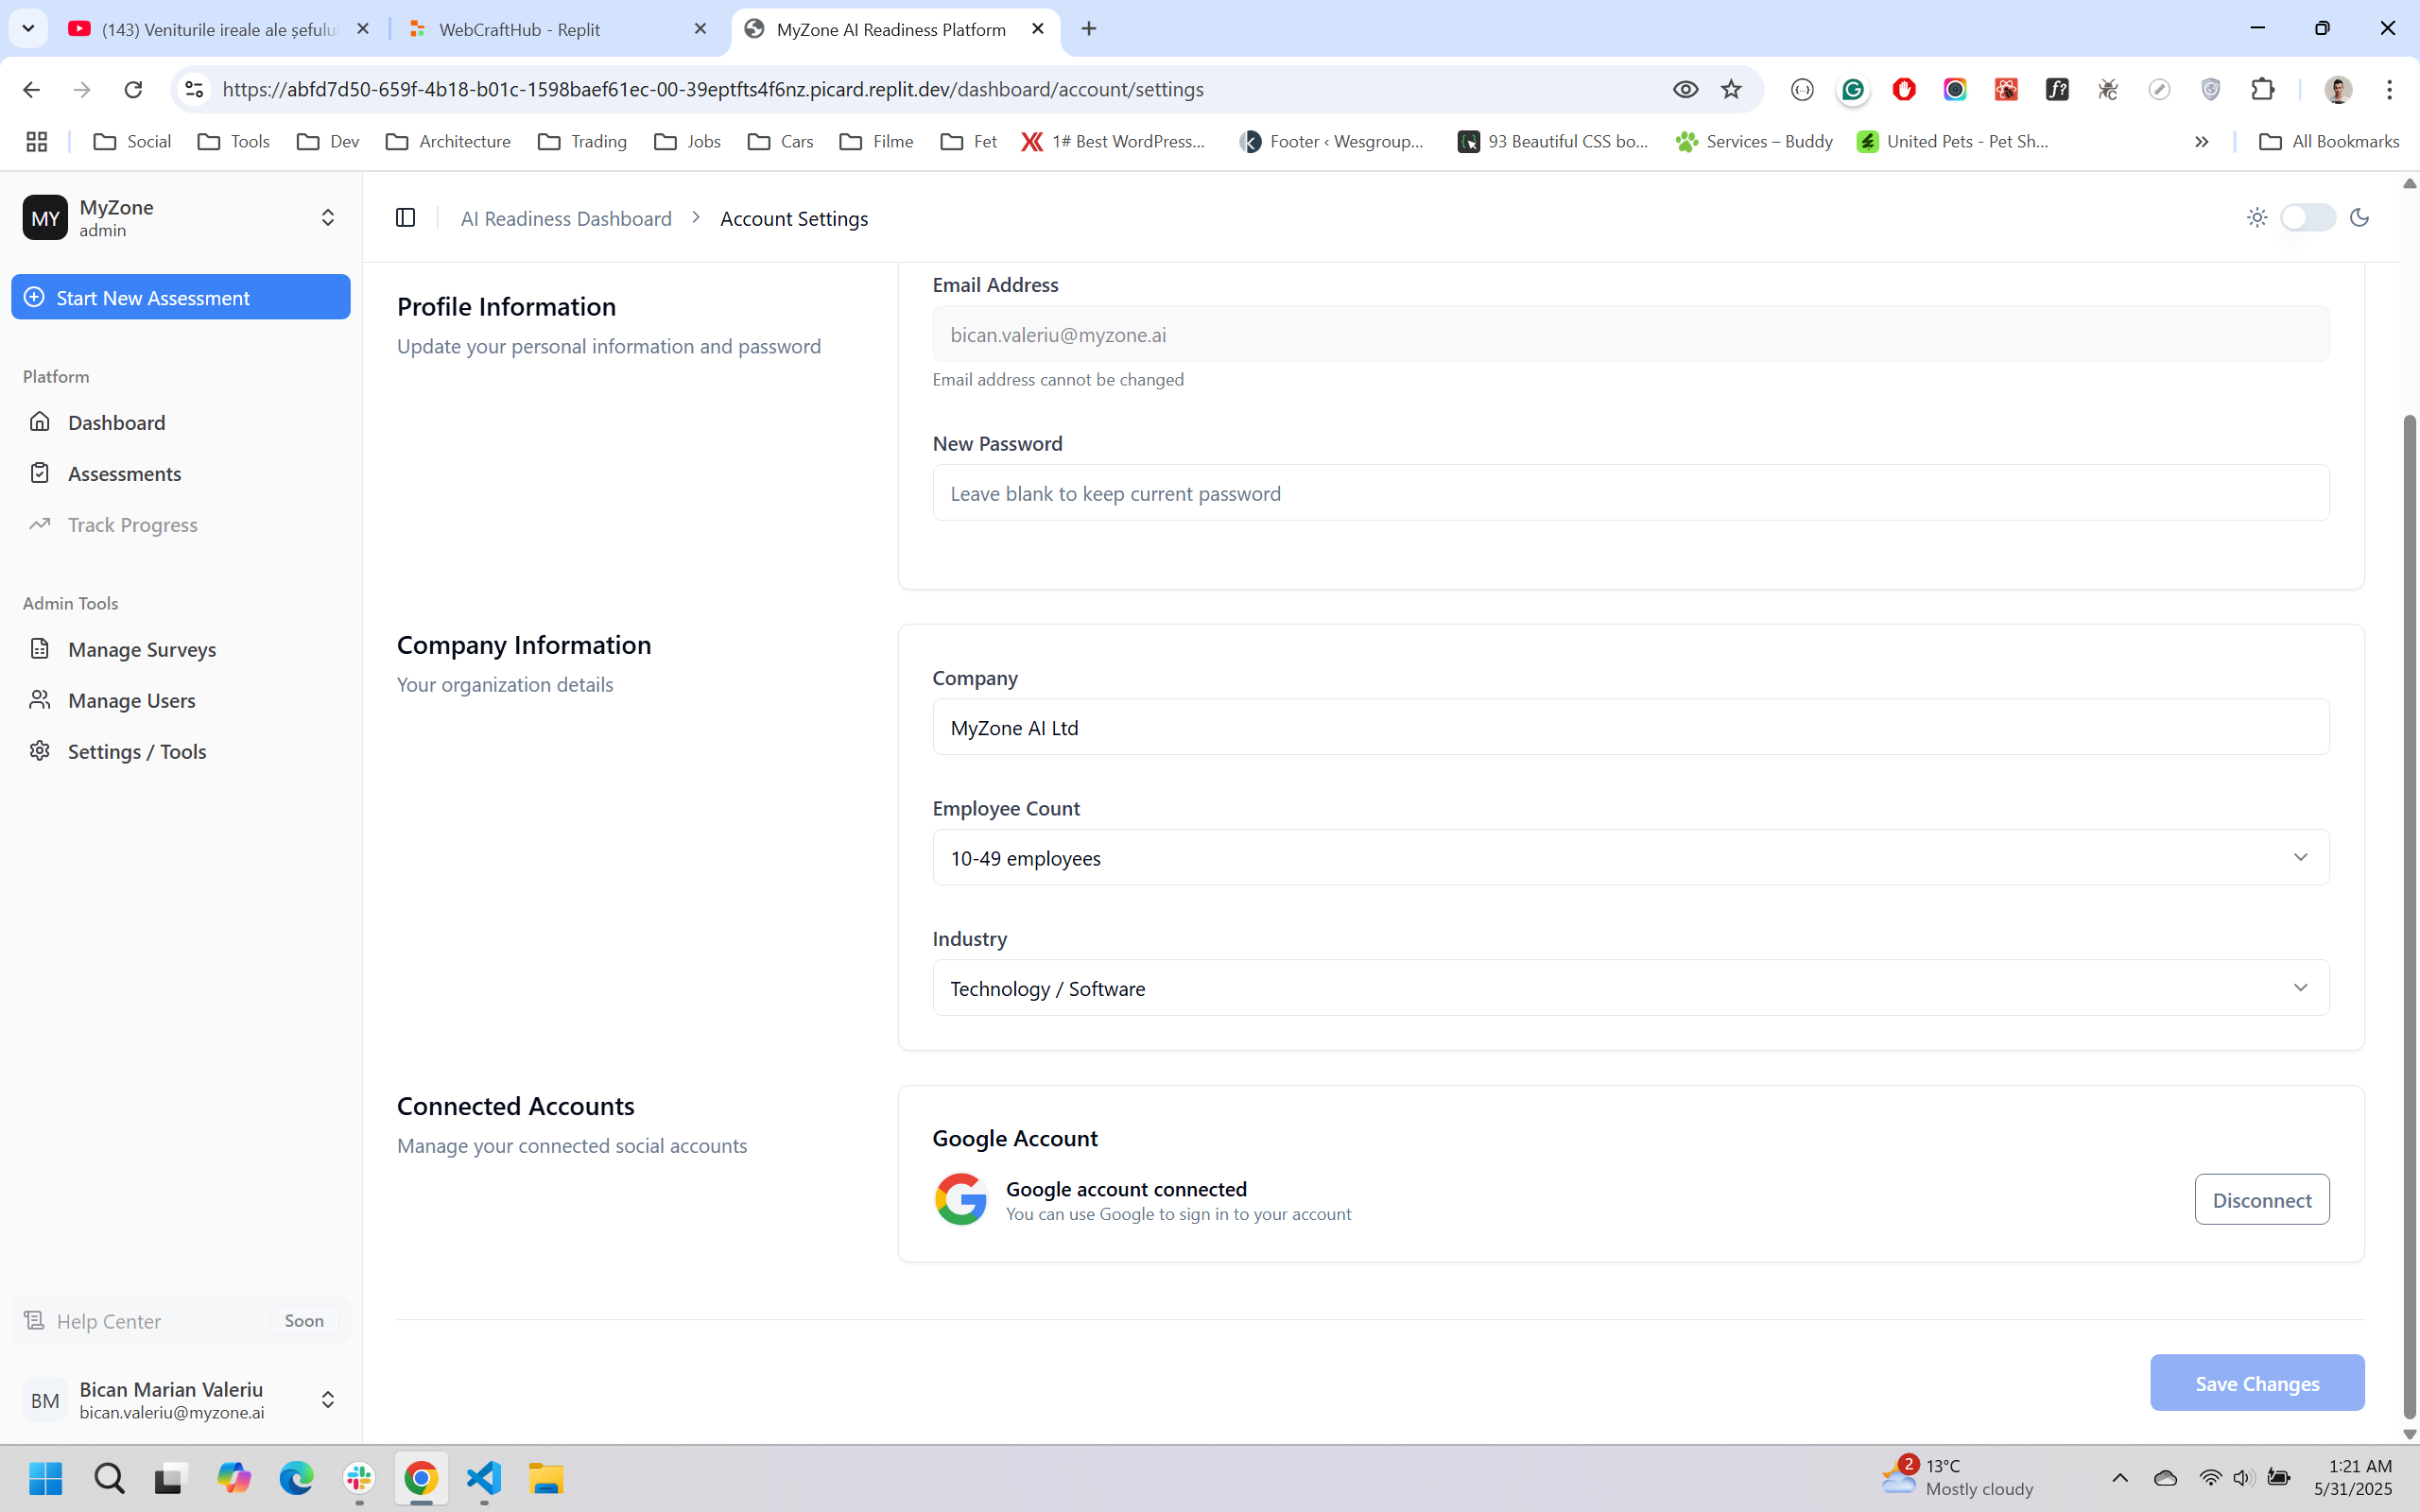 (143) Veniturile ireale ale șefului
WebCraftHub - Replit
MyZone AI Readiness Platform
https://abfd7d50-659f-4b18-b01c-1598baef61ec-00-39eptfts4f6nz.picard.replit.dev/dashboard/account/settings
Social
Tools
Dev
Architecture
Trading
Jobs
Cars
Filme
Fet
1# Best WordPress...
Footer ‹ Wesgroup...
93 Beautiful CSS bo...
Services – Buddy
United Pets - Pet Sh...
All Bookmarks
MY
MyZone
admin
AI Readiness Dashboard
Account Settings
Start New Assessment
Platform
Dashboard
Assessments
Track Progress
Admin Tools
Manage Surveys
Manage Users
Settings / Tools
Help Center
Soon
BM
Bican Marian Valeriu
bican.valeriu@myzone.ai
Profile Information
Update your personal information and password
Email Address
bican.valeriu@myzone.ai
Email address cannot be changed
New Password
Leave blank to keep current password
Company Information
Your organization details
Company
MyZone AI Ltd
Employee Count
10-49 employees
Industry
Technology / Software
Connected Accounts
Manage your connected social accounts
Google Account
Google account connected
You can use Google to sign in to your account
Disconnect
Save Changes
2
13°C
Mostly cloudy
1:21 AM
5/31/2025